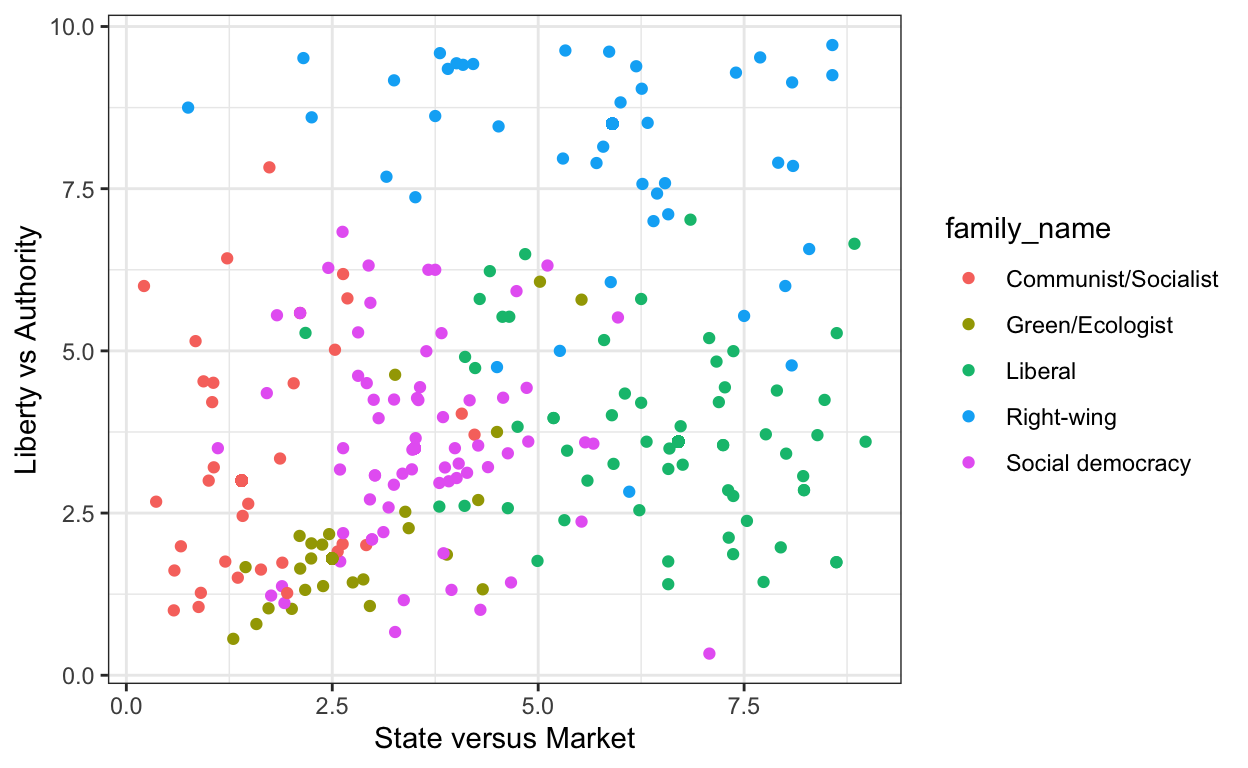 10.0
7.5
5.0
2.5
0.0
Liberty vs Authority
0.0 2.5 5.0 7.5
State versus Market
family_name
Communist/Socialist
Green/Ecologist
Liberal
Right-wing
Social democracy